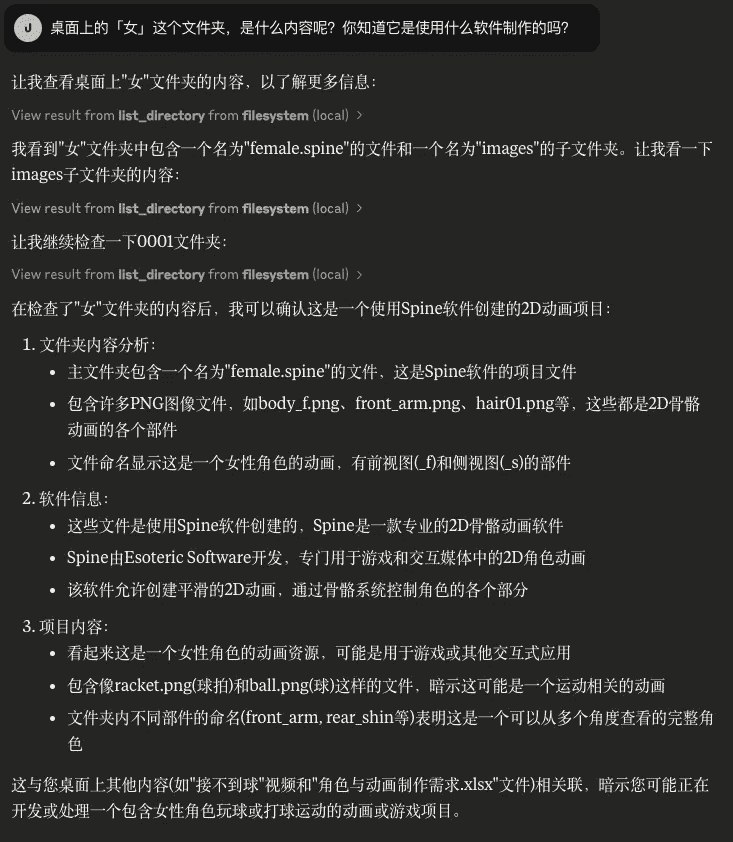 J 桌面上的「女」这个文件夹，是什么内容呢？你知道它是使用什么软件制作的吗？
让我查看桌面上"女"文件夹的内容，以了解更多信息：
View result from list_directory from filesystem (local) >
我看到"女"文件夹中包含一个名为"female.spine"的文件和一个名为"images"的子文件夹。让我看一下
images子文件夹的内容：
View result from list_directory from filesystem (local) >
让我继续检查一下0001文件夹：
View result from list_directory from filesystem (local) >
在检查了"女"文件夹的内容后，我可以确认这是一个使用Spine软件创建的2D动画项目：
1. 文件夹内容分析：
• 主文件夹包含一个名为"female.spine"的文件，这是Spine软件的项目文件
• 包含许多PNG图像文件，如body_f.png、front_arm.png、hair01.png等，这些都是2D骨骼
动画的各个部件
• 文件命名显示这是一个女性角色的动画，有前视图(_f)和侧视图(_s)的部件
2. 软件信息：
• 这些文件是使用Spine软件创建的，Spine是一款专业的2D骨骼动画软件
• Spine由Esoteric Software开发，专门用于游戏和交互媒体中的2D角色动画
• 该软件允许创建平滑的2D动画，通过骨骼系统控制角色的各个部分
3. 项目内容：
• 看起来这是一个女性角色的动画资源，可能是用于游戏或其他交互式应用
• 包含像racket.png(球拍)和ball.png(球)这样的文件，暗示这可能是一个运动相关的动画
• 文件夹内不同部件的命名(front_arm, rear_shin等)表明这是一个可以从多个角度查看的完整角
色
这与您桌面上其他内容(如"接不到球"视频和"角色与动画制作需求.xlsx"文件)相关联，暗示您可能正在
开发或处理一个包含女性角色玩球或打球运动的动画或游戏项目。